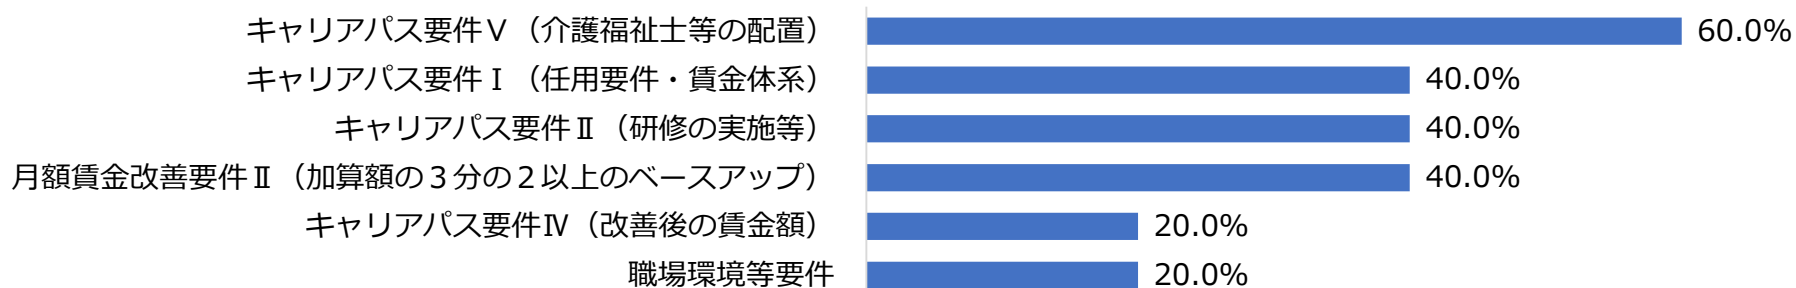 キャリアパス要件Ⅴ（介護福祉士等の配置） 60.0%
キャリアパス要件Ⅰ（任用要件・賃金体系） 40.0%
キャリアパス要件Ⅱ（研修の実施等） 40.0%
月額賃金改善要件Ⅱ（加算額の３分の２以上のベースアップ） 40.0%
キャリアパス要件Ⅳ（改善後の賃金額） 20.0%
職場環境等要件 20.0%